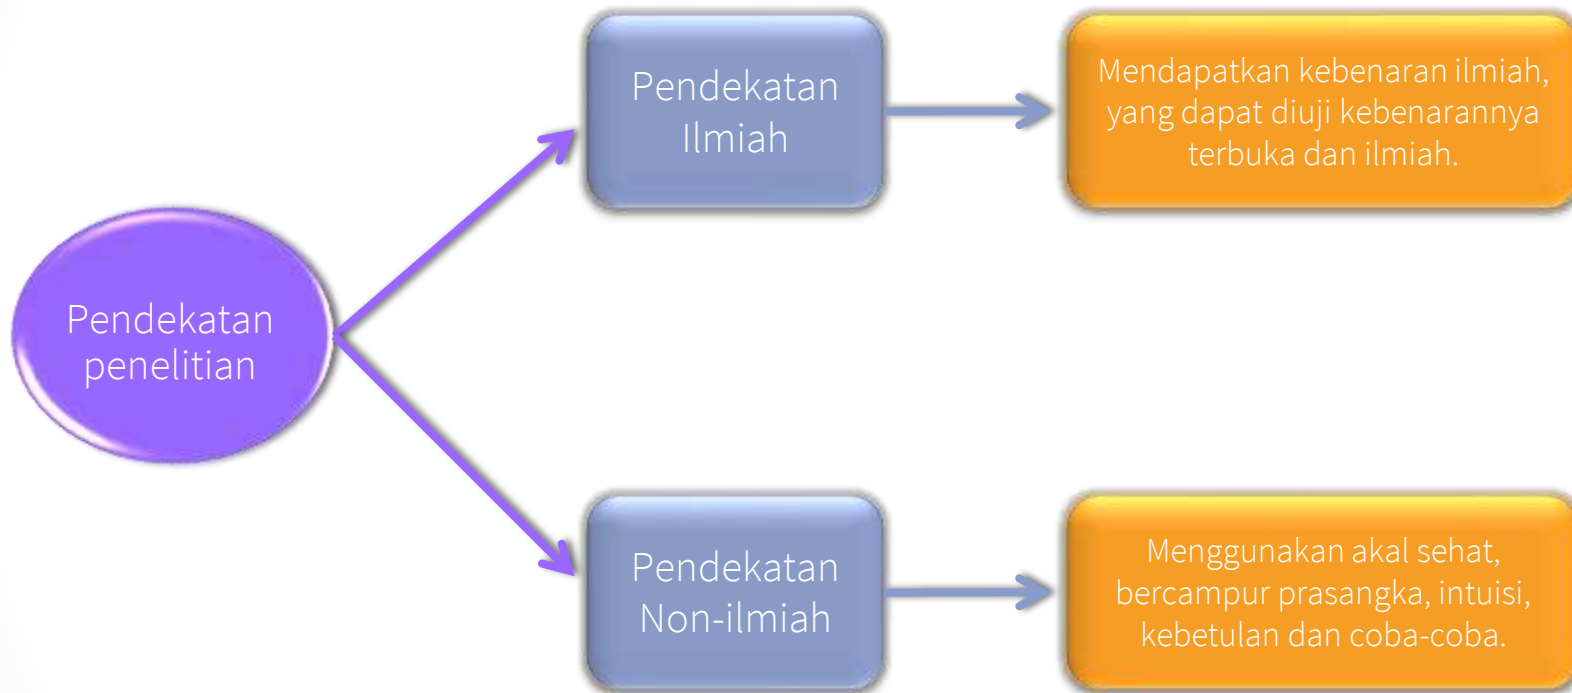 Pendekatan
penelitian
Pendekatan
Ilmiah
Mendapatkan kebenaran ilmiah,
yang dapat diuji kebenarannya
terbuka dan ilmiah.
Pendekatan
Non-ilmiah
Menggunakan akal sehat,
bercampur prasangka, intuisi,
kebetulan dan coba-coba.